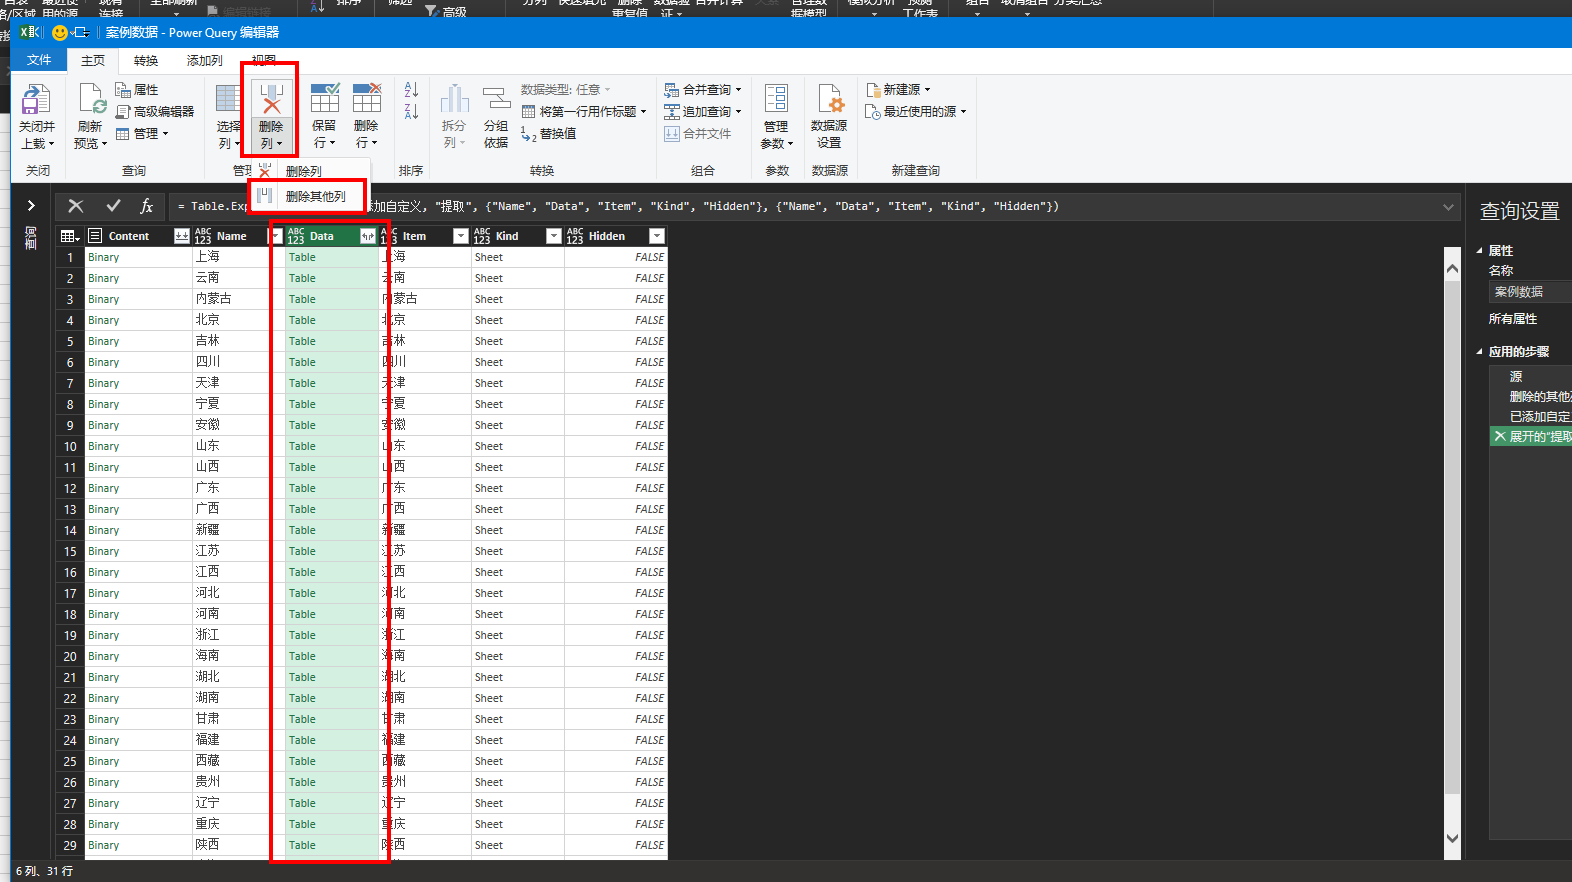 高级
案例数据 - Power Query 编辑器
文件 主页 转换 添加列 视图
关闭并上载
刷新预览
属性
高级编辑器
管理
选择列
删除列
保留行
删除行
拆分列
分组依据
数据类型: 任意
将第一行用作标题
替换值
合并查询
追加查询
合并文件
管理参数
数据源设置
新建源
最近使用的源
关闭 查询 排序 转换 组合 参数 数据源 新建查询
删除列
删除其他列
= Table.Exp 添加自定义, "提取", {"Name", "Data", "Item", "Kind", "Hidden"}, {"Name", "Data", "Item", "Kind", "Hidden"})
查询
Content Name Data Item Kind Hidden
1 Binary 上海 Table 上海 Sheet FALSE
2 Binary 云南 Table 云南 Sheet FALSE
3 Binary 内蒙古 Table 内蒙古 Sheet FALSE
4 Binary 北京 Table 北京 Sheet FALSE
5 Binary 吉林 Table 吉林 Sheet FALSE
6 Binary 四川 Table 四川 Sheet FALSE
7 Binary 天津 Table 天津 Sheet FALSE
8 Binary 宁夏 Table 宁夏 Sheet FALSE
9 Binary 安徽 Table 安徽 Sheet FALSE
10 Binary 山东 Table 山东 Sheet FALSE
11 Binary 山西 Table 山西 Sheet FALSE
12 Binary 广东 Table 广东 Sheet FALSE
13 Binary 广西 Table 广西 Sheet FALSE
14 Binary 新疆 Table 新疆 Sheet FALSE
15 Binary 江苏 Table 江苏 Sheet FALSE
16 Binary 江西 Table 江西 Sheet FALSE
17 Binary 河北 Table 河北 Sheet FALSE
18 Binary 河南 Table 河南 Sheet FALSE
19 Binary 浙江 Table 浙江 Sheet FALSE
20 Binary 海南 Table 海南 Sheet FALSE
21 Binary 湖北 Table 湖北 Sheet FALSE
22 Binary 湖南 Table 湖南 Sheet FALSE
23 Binary 甘肃 Table 甘肃 Sheet FALSE
24 Binary 福建 Table 福建 Sheet FALSE
25 Binary 西藏 Table 西藏 Sheet FALSE
26 Binary 贵州 Table 贵州 Sheet FALSE
27 Binary 辽宁 Table 辽宁 Sheet FALSE
28 Binary 重庆 Table 重庆 Sheet FALSE
29 Binary 陕西 Table 陕西 Sheet FALSE
查询设置
属性
名称
案例数据
所有属性
应用的步骤
源
删除的其他
已添加自定
展开的"提取
6 列、31 行